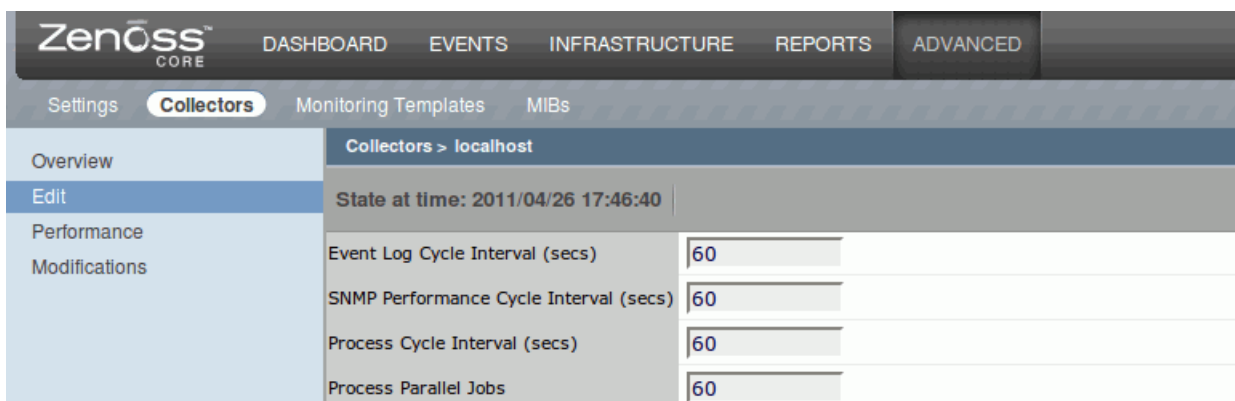 Zenōss™ CORE DASHBOARD EVENTS INFRASTRUCTURE REPORTS ADVANCED
Settings Collectors Monitoring Templates MIBs
Overview
Edit
Performance
Modifications
Collectors > localhost
State at time: 2011/04/26 17:46:40
Event Log Cycle Interval (secs) 60
SNMP Performance Cycle Interval (secs) 60
Process Cycle Interval (secs) 60
Process Parallel Jobs 60